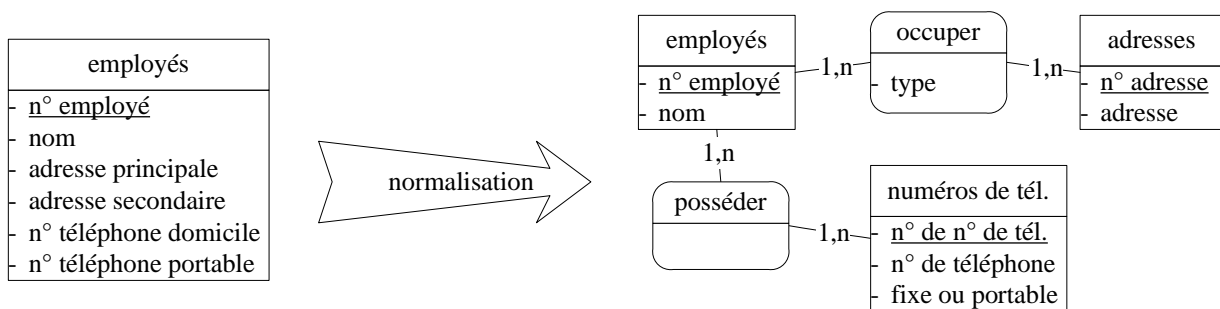 employés
- n° employé
- nom
- adresse principale
- adresse secondaire
- n° téléphone domicile
- n° téléphone portable
normalisation
employés
- n° employé
- nom
1,n
occuper
- type
1,n
adresses
- n° adresse
- adresse
1,n
posséder
1,n
numéros de tél.
- n° de n° de tél.
- n° de téléphone
- fixe ou portable